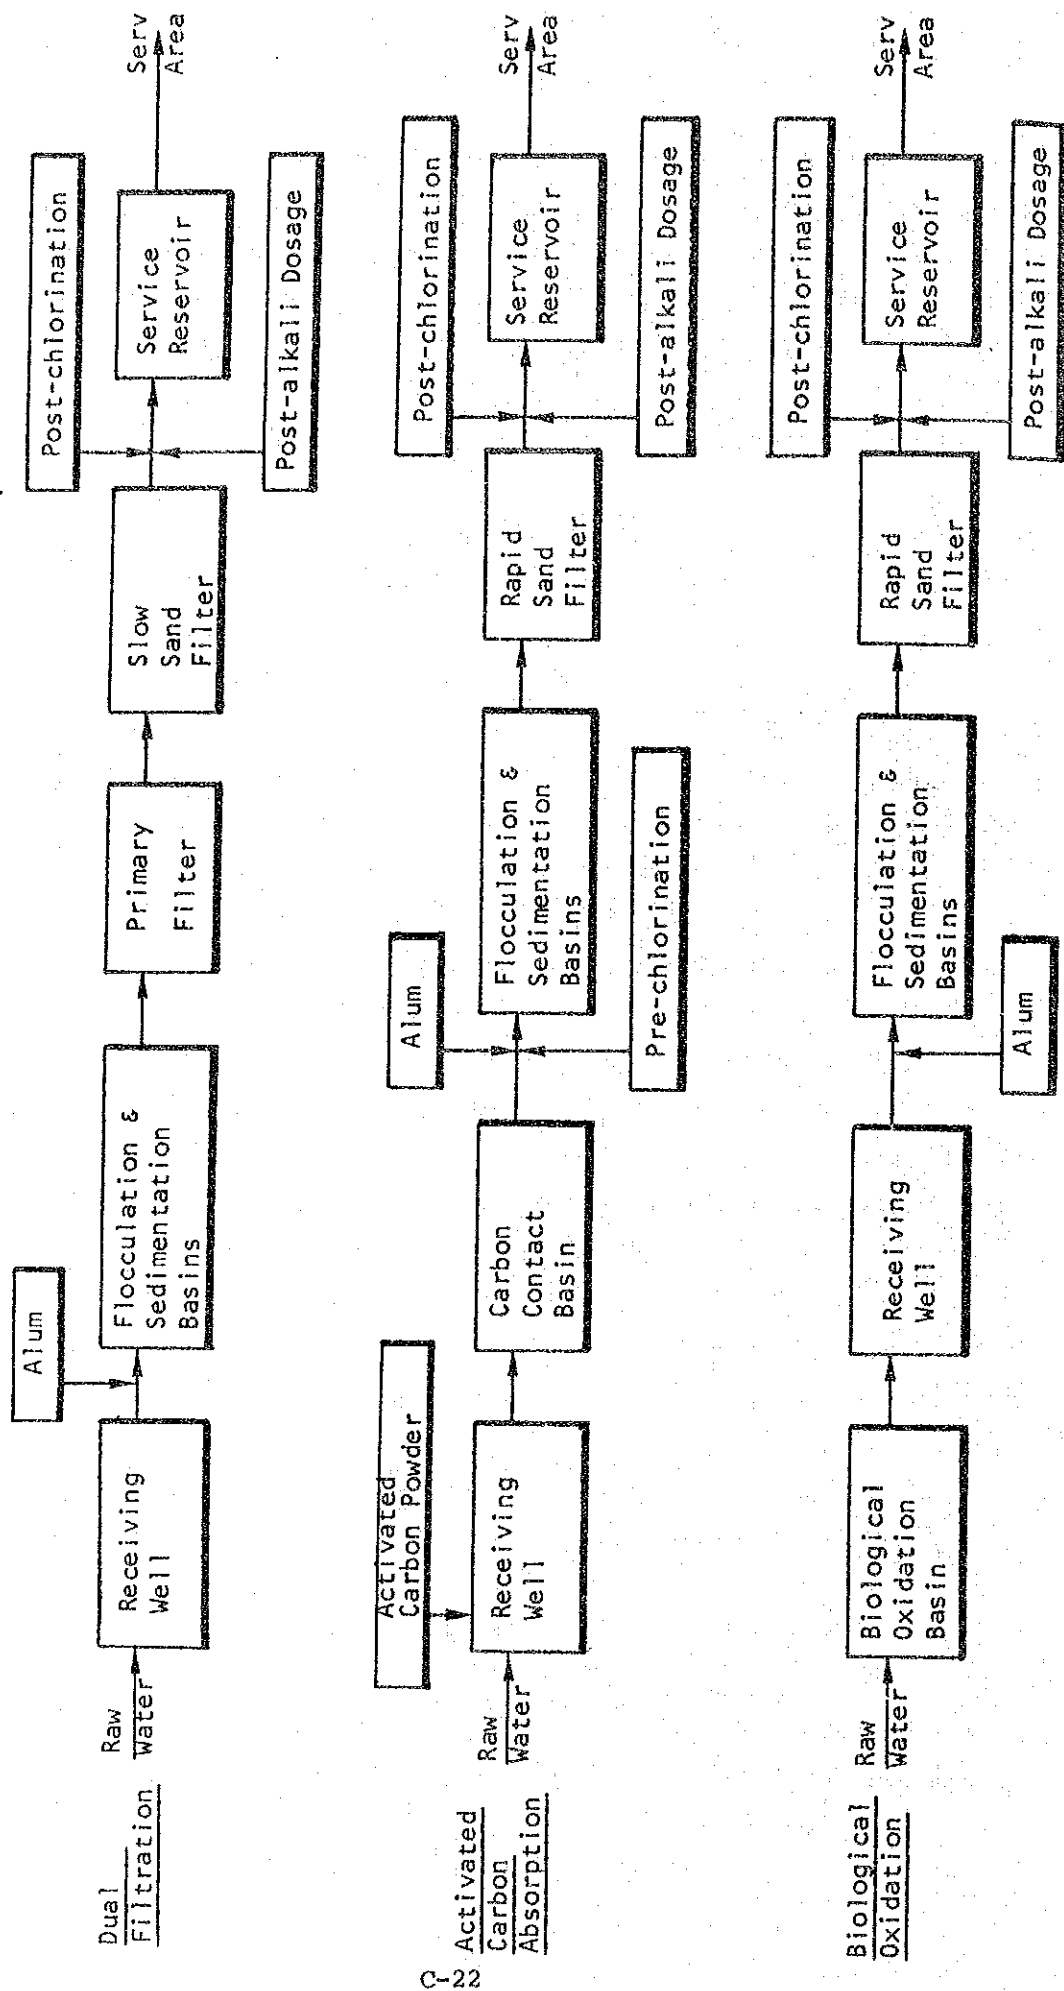 Dual
Filtration
Raw
Water
Receiving
Well
Alum
Flocculation &
Sedimentation
Basins
Primary
Filter
Slow
Sand
Filter
Post-chlorination
Post-alkali Dosage
Service
Reservoir
Serv
Area
Activated
Carbon
Absorption
Raw
Water
Activated
Carbon Powder
Receiving
Well
Carbon
Contact
Basin
Alum
Pre-chlorination
Flocculation &
Sedimentation
Basins
Rapid
Sand
Filter
Post-chlorination
Post-alkali Dosage
Service
Reservoir
Serv
Area
Biological
Oxidation
Raw
Water
Biological
Oxidation
Basin
Receiving
Well
Alum
Flocculation &
Sedimentation
Basins
Rapid
Sand
Filter
Post-chlorination
Post-alkali Dosage
Service
Reservoir
Serv
Area
C-22